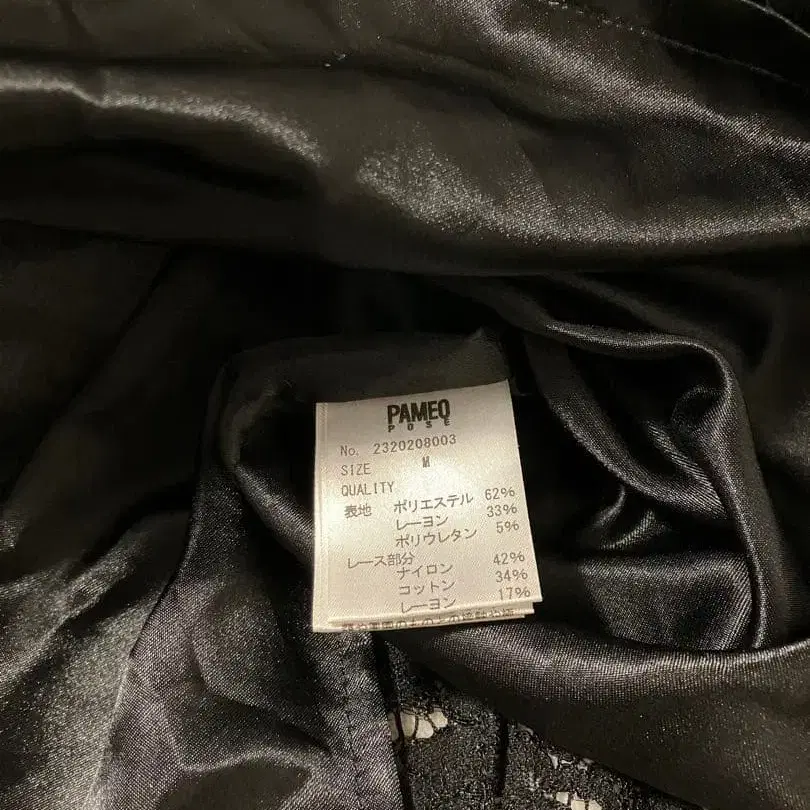 PAMEO
POSE
No. 2320208003
SIZE M
QUALITY
表地 ポリエステル 62%
レーヨン 33%
ポリウレタン 5%
レース部分
ナイロン 42%
コットン 34%
レーヨン 17%